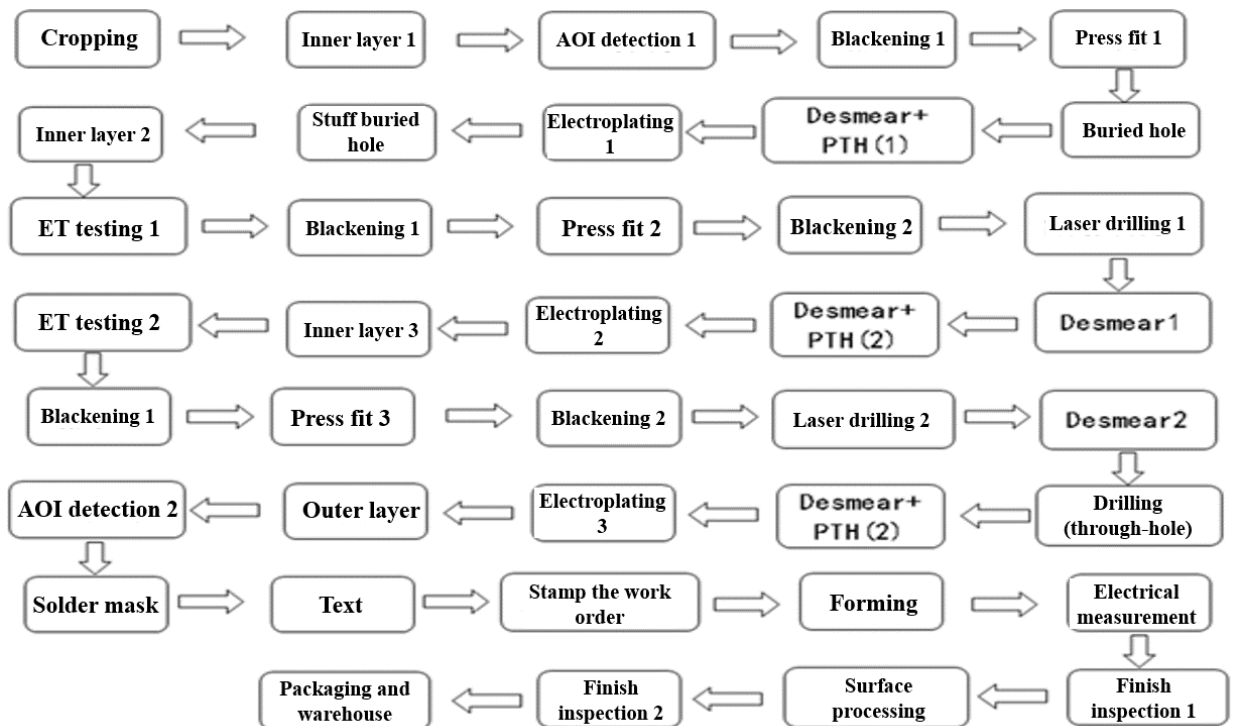 Cropping
Inner layer 1
AOI detection 1
Blackening 1
Press fit 1
Buried hole
Desmear+
PTH(1)
Electroplating
1
Stuff buried
hole
Inner layer 2
ET testing 1
Blackening 1
Press fit 2
Blackening 2
Laser drilling 1
Desmear1
Desmear+
PTH(2)
Electroplating
2
Inner layer 3
ET testing 2
Blackening 1
Press fit 3
Blackening 2
Laser drilling 2
Desmear2
Drilling
(through-hole)
Desmear+
PTH(2)
Electroplating
3
Outer layer
AOI detection 2
Solder mask
Text
Stamp the work
order
Forming
Electrical
measurement
Finish
inspection 1
Surface
processing
Finish
inspection 2
Packaging and
warehouse